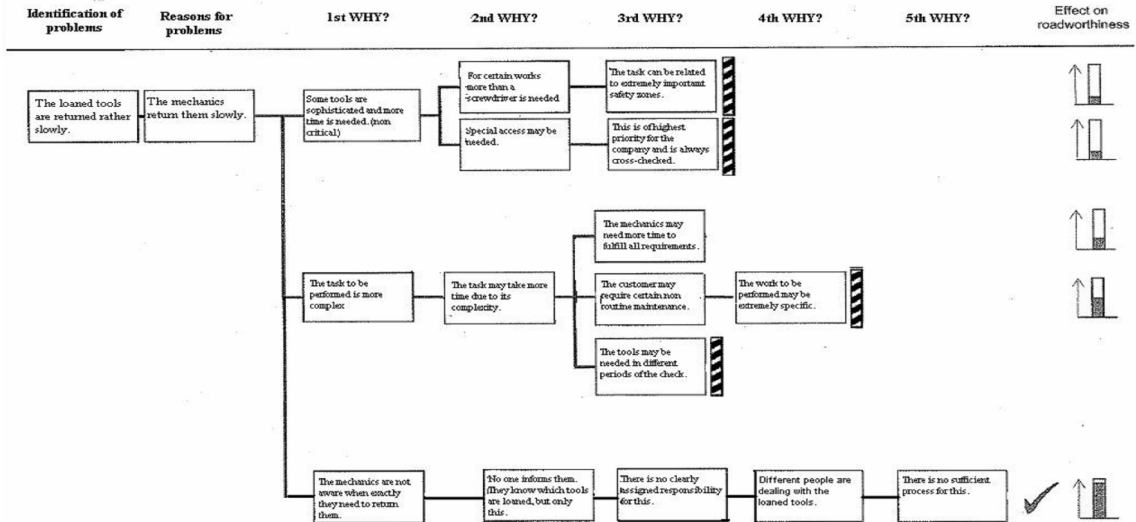 Identification of problems
Reasons for problems
1st WHY?
2nd WHY?
3rd WHY?
4th WHY?
5th WHY?
Effect on roadworthiness
The loaned tools
are returned rather
slowly.
The mechanics
return them slowly.
Some tools are
sophisticated and more
time is needed. (non
critical)
For certain works
more than a
screwdriver is needed
The task can be related
to extremely important
safety zones.
Special access may be
needed.
This is of highest
priority for the
company and is always
cross-checked.
The task to be
performed is more
complex
The task may take more
time due to its
complexity.
The mechanics may
need more time to
fulfill all requirements.
The customer may
require certain non
routine maintenance.
The work to be
performed may be
extremely specific.
The tools may be
needed in different
periods of the check.
The mechanics are not
aware when exactly
they need to return
them.
No one informs them.
They know which tools
are loaned, but only
this.
There is no clearly
assigned responsibility
for this.
Different people are
dealing with the
loaned tools.
There is no sufficient
process for this.